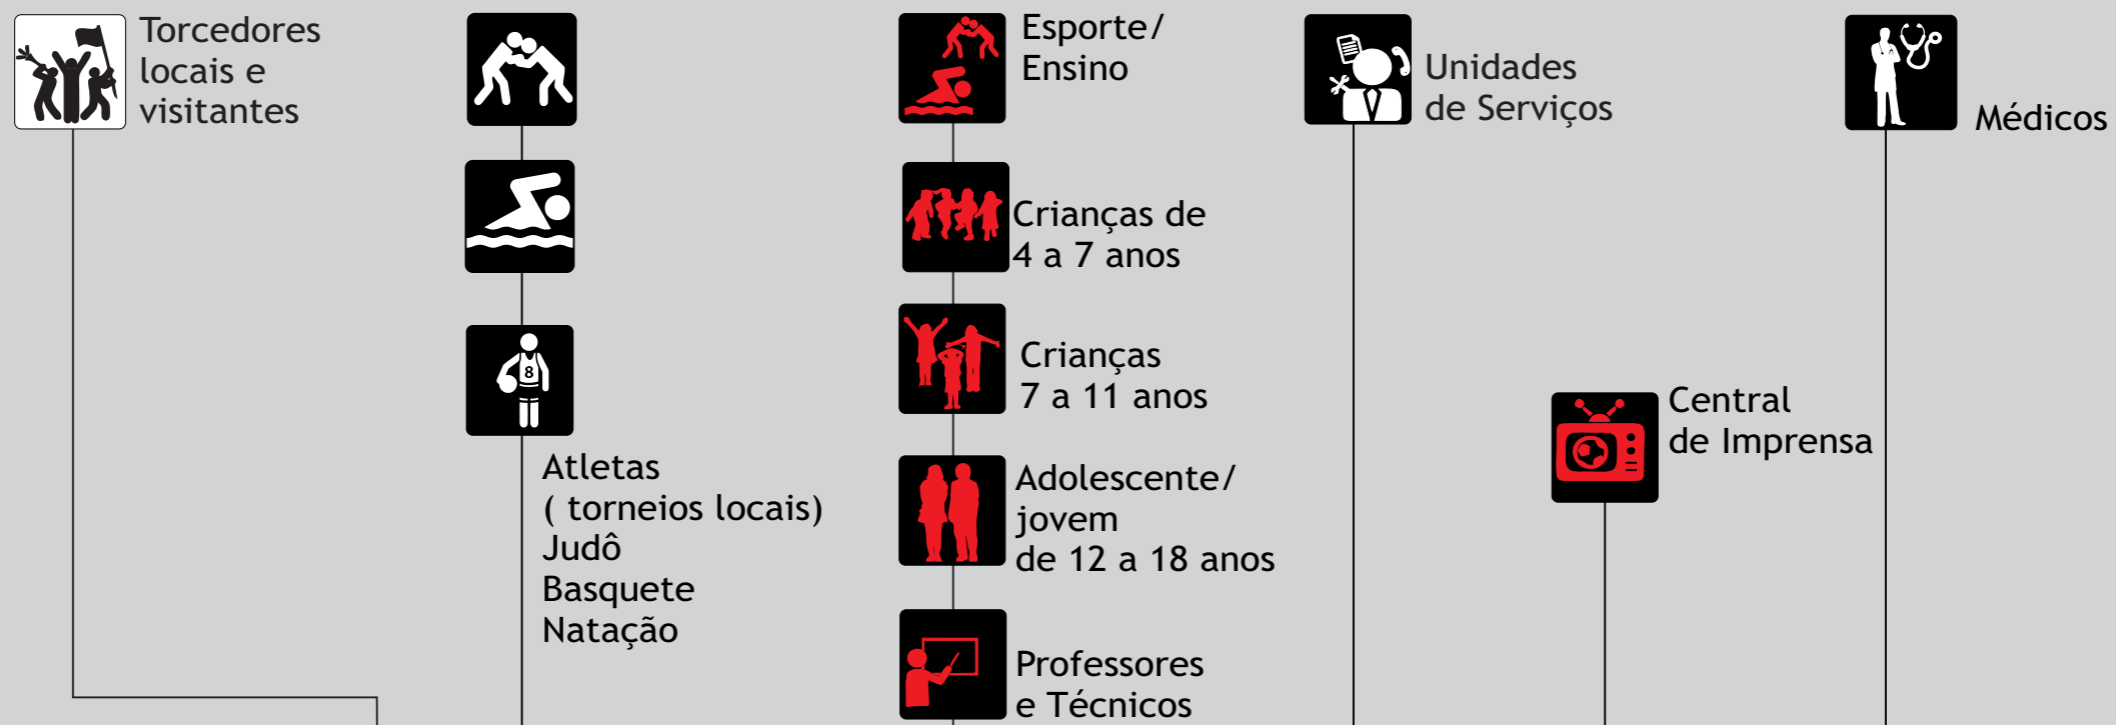 Torcedores
locais e
visitantes
8
Atletas
( torneios locais)
Judô
Basquete
Natação
Esporte/
Ensino
Crianças de
4 a 7 anos
Crianças
7 a 11 anos
Adolescente/
jovem
de 12 a 18 anos
Professores
e Técnicos
Unidades
de Serviços
Central
de Imprensa
Médicos